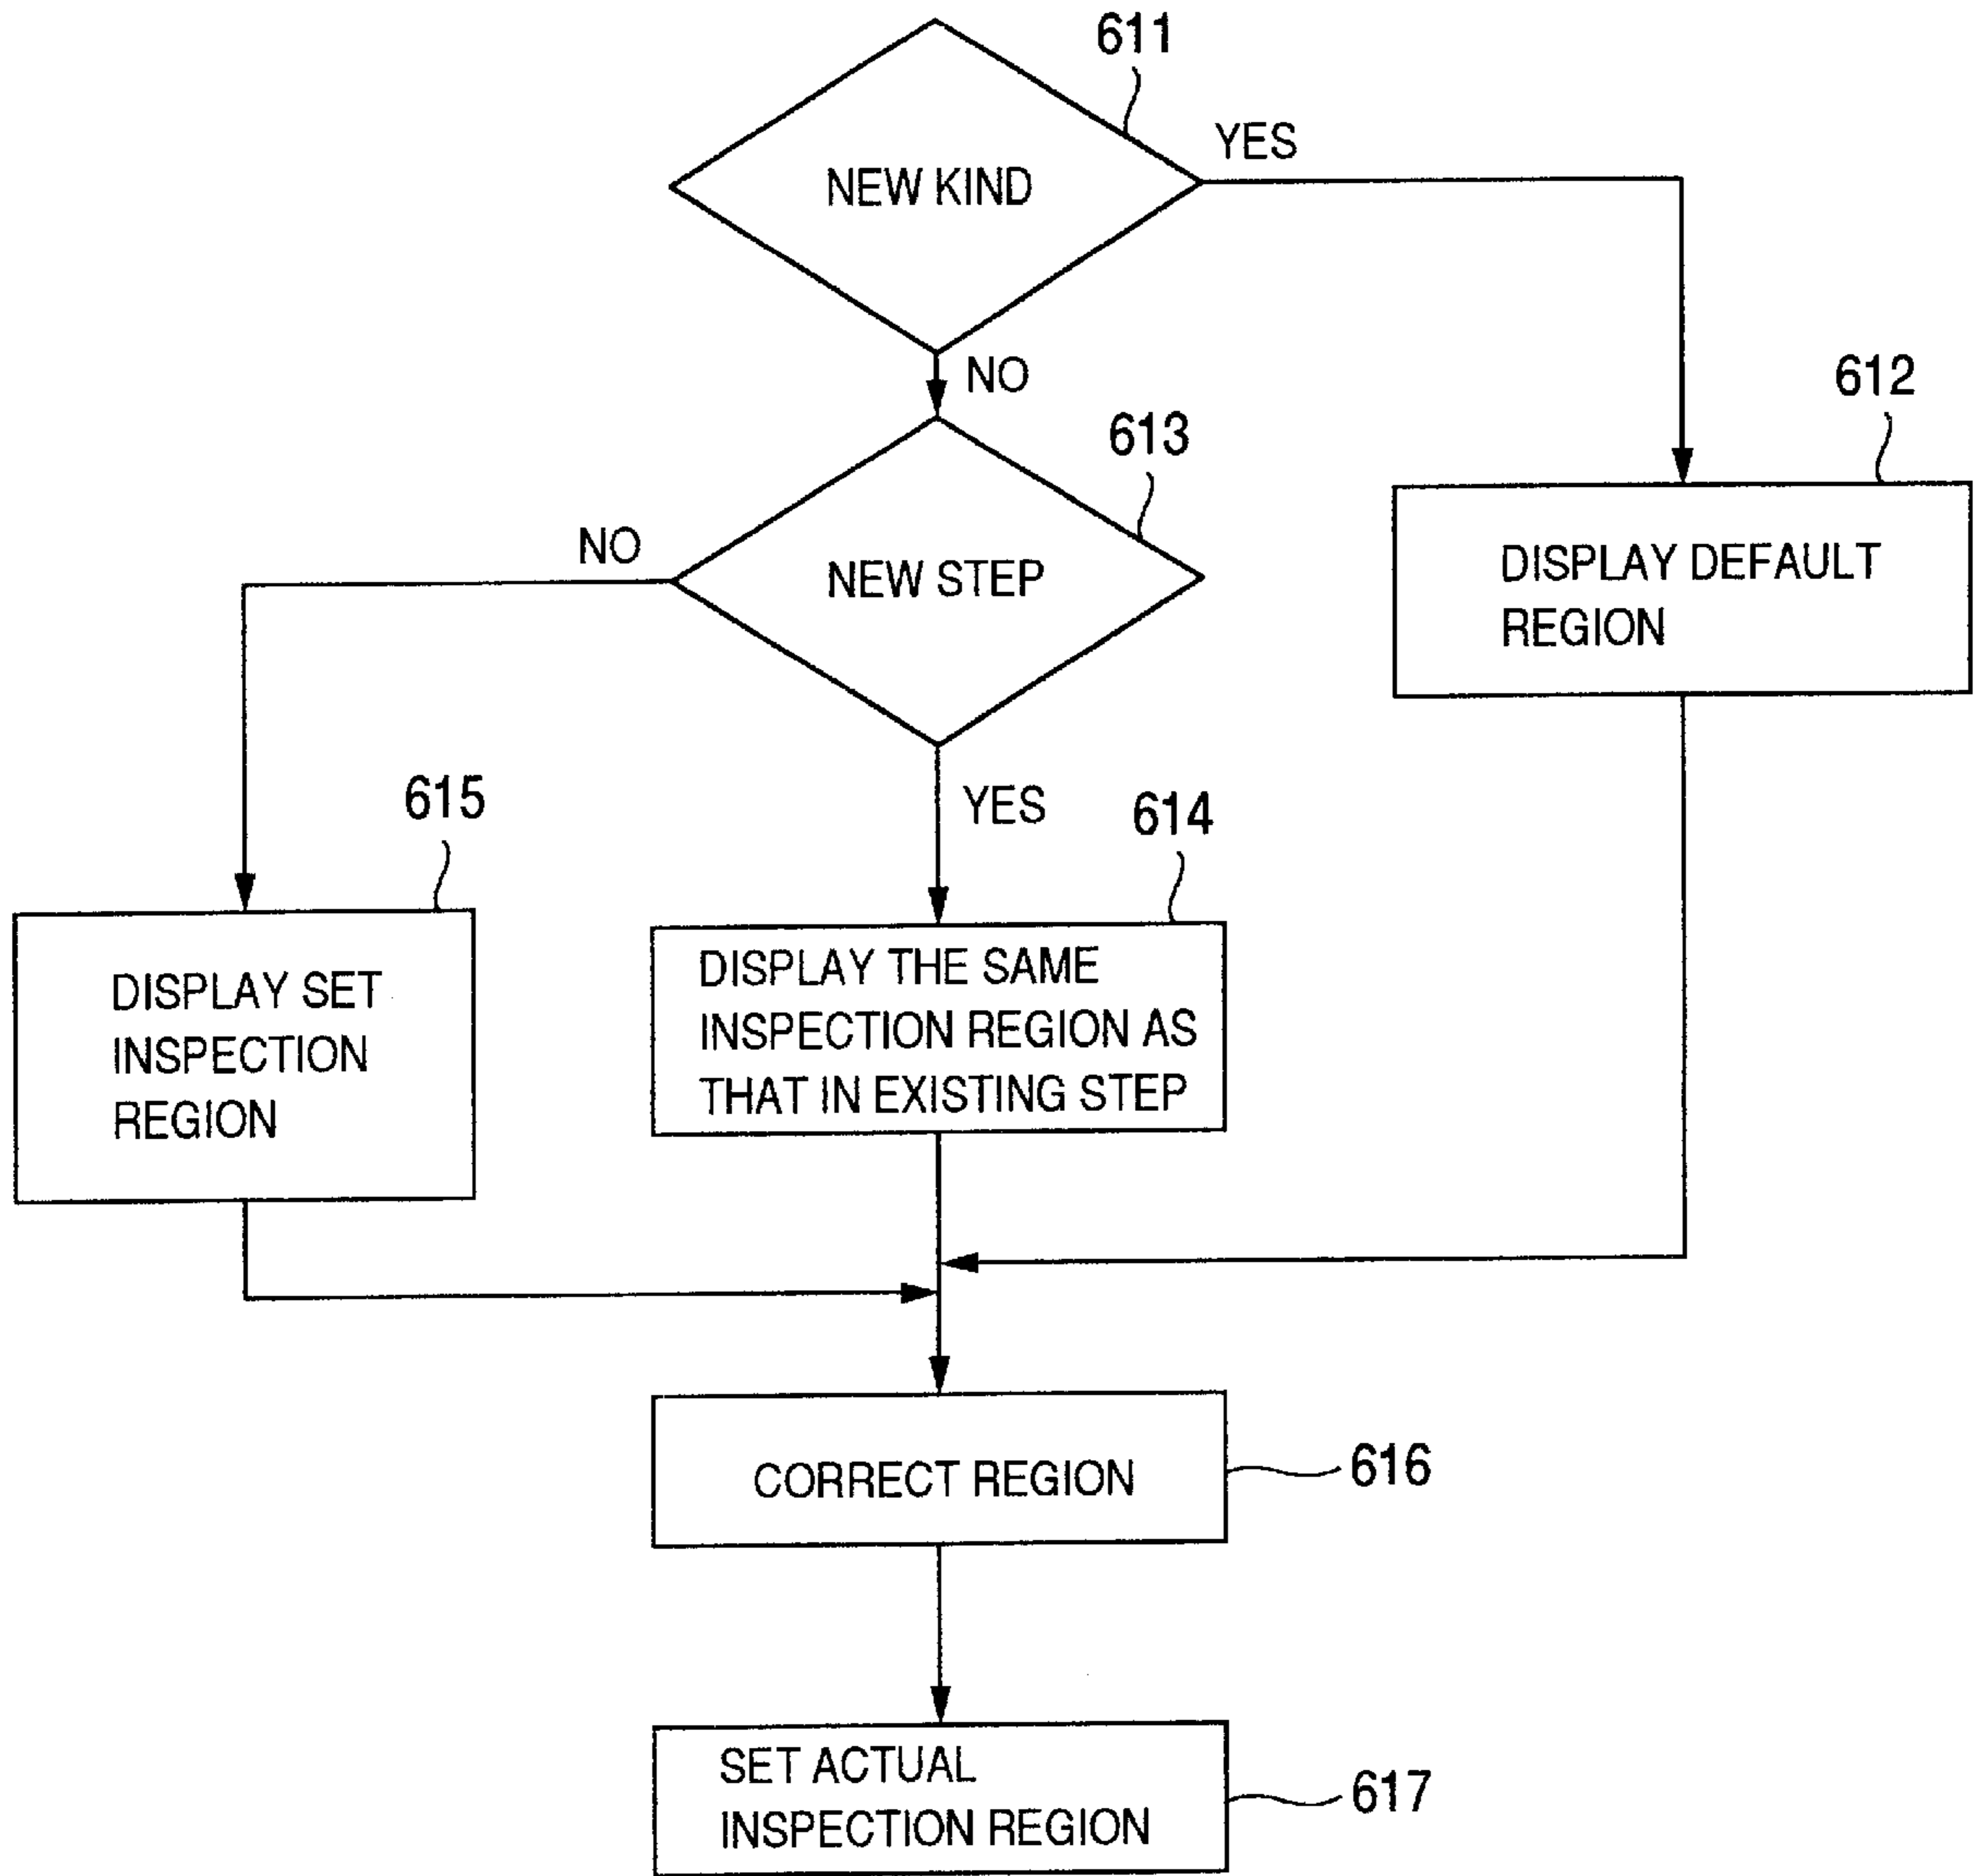 611
YES
NEW KIND
NO
612
613
NO
NEW STEP
DISPLAY DEFAULT
REGION
615
YES
614
DISPLAY SET
INSPECTION
REGION
DISPLAY THE SAME
INSPECTION REGION AS
THAT IN EXISTING STEP
CORRECT REGION
616
SET ACTUAL
INSPECTION REGION
617